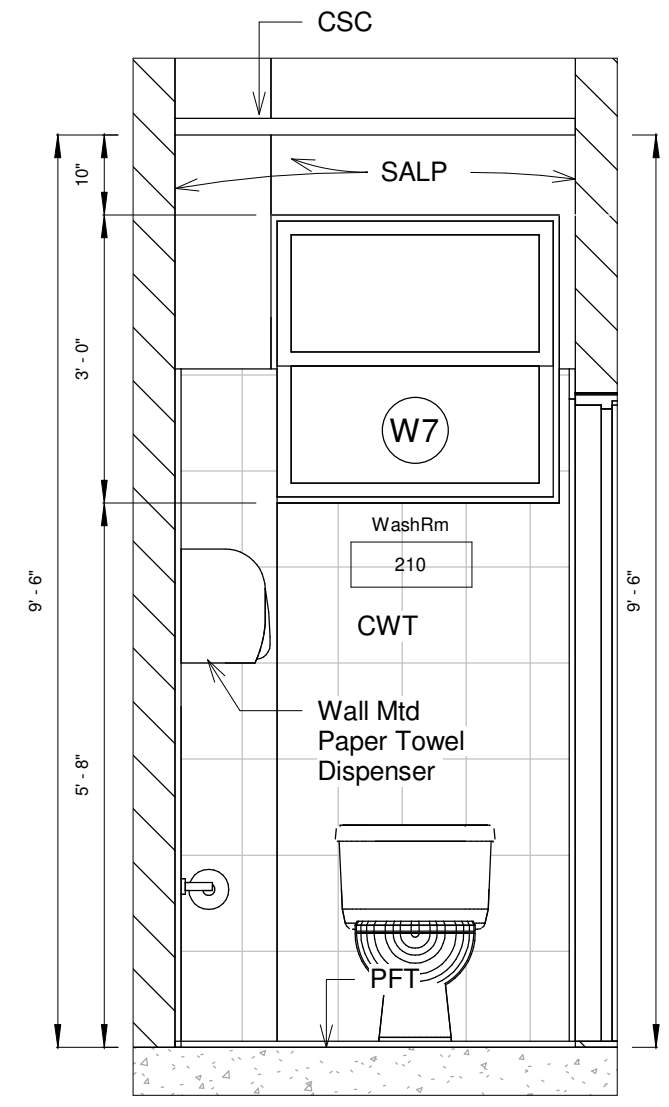 CSC
10"
SALP
3' - 0"
W7
WashRm
210
9' - 6"
9' - 6"
CWT
Wall Mtd
Paper Towel
Dispenser
5' - 8"
PFT